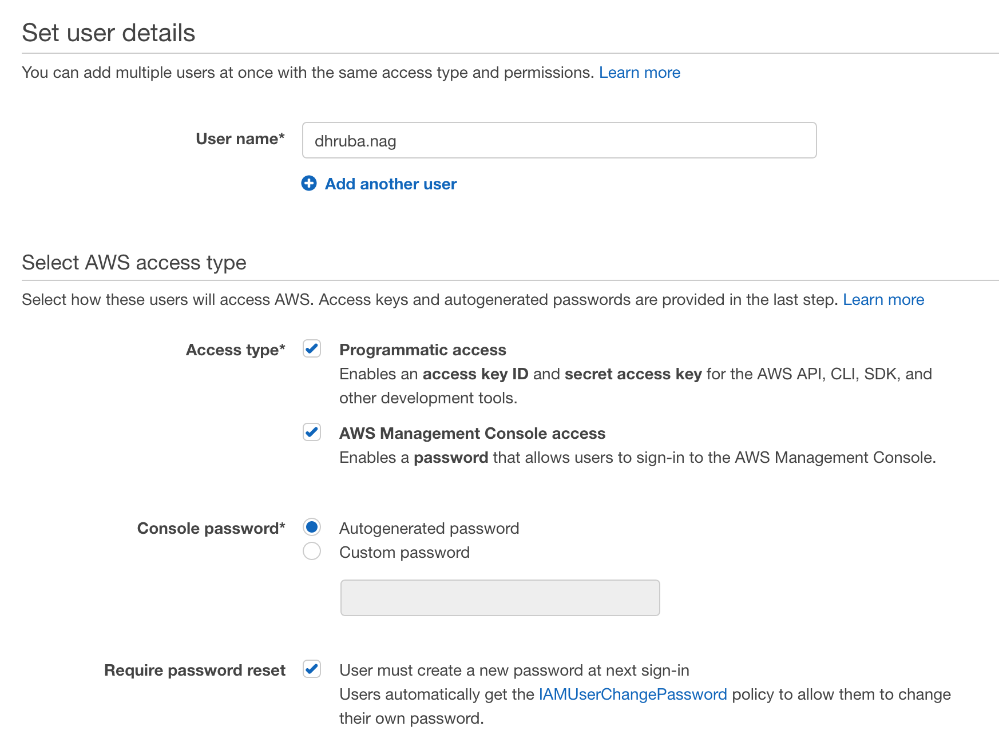 Set user details
You can add multiple users at once with the same access type and permissions. Learn more
User name* dhruba.nag
Add another user
Select AWS access type
Select how these users will access AWS. Access keys and autogenerated passwords are provided in the last step. Learn more
Access type* Programmatic access
Enables an access key ID and secret access key for the AWS API, CLI, SDK, and
other development tools.
AWS Management Console access
Enables a password that allows users to sign-in to the AWS Management Console.
Console password* Autogenerated password
Custom password
Require password reset User must create a new password at next sign-in
Users automatically get the IAMUserChangePassword policy to allow them to change
their own password.